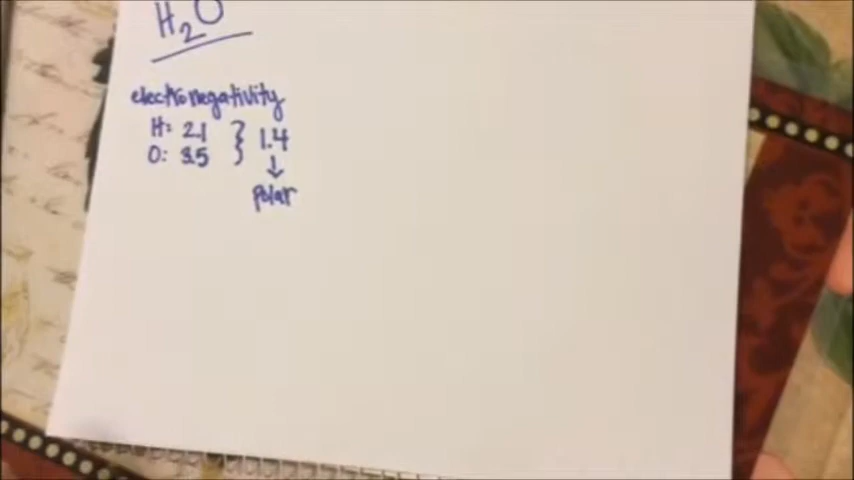 H₂O
electronegativity
H: 2.1
O: 3.5
} 1.4
↓
polar